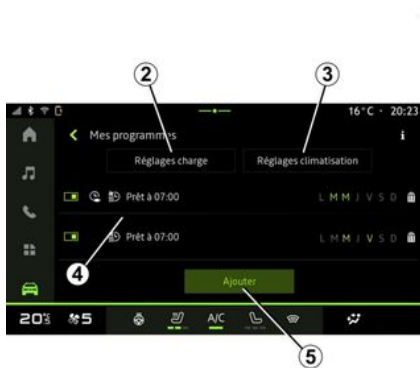 2 3
16°C · 20:23
Mes programmes i
Réglages charge Réglages climatisation
Prêt à 07:00 L M M J V S D
Prêt à 07:00 L M M J V S D
4
Ajouter
20.5 5 A/C
5